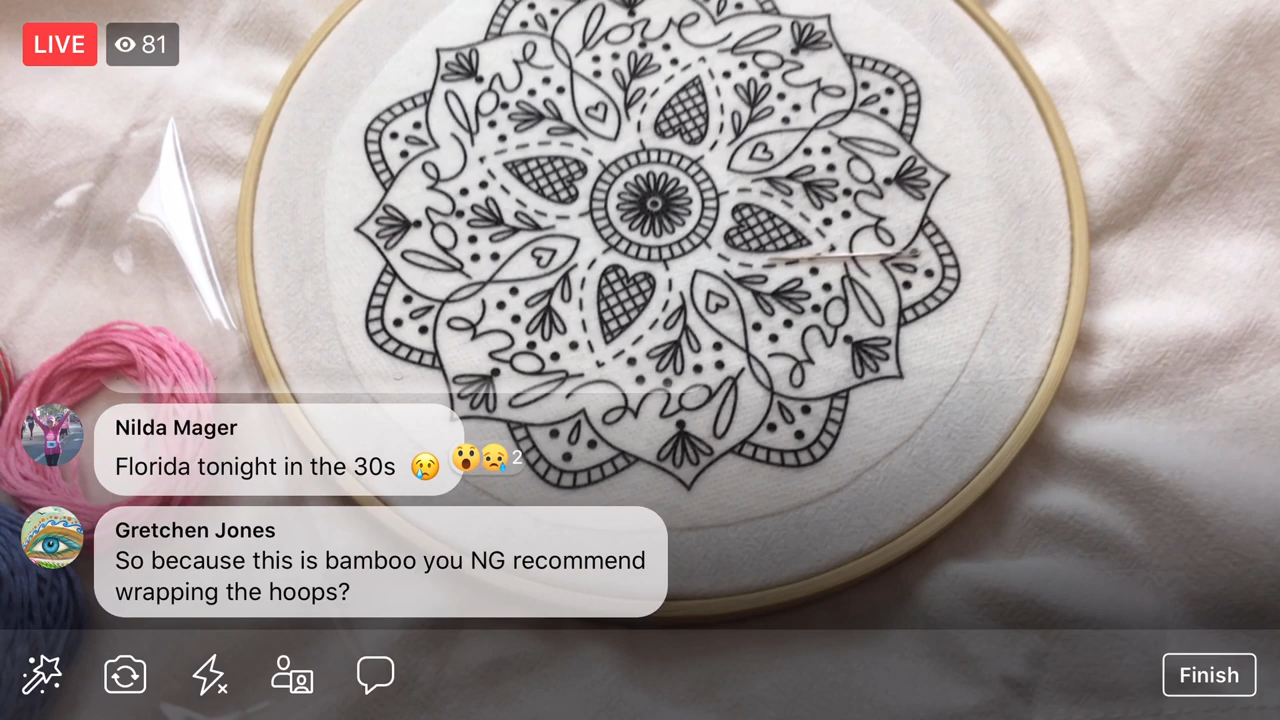 LIVE
81
love
love
love
love
love
love
love
love
Nilda Mager
Florida tonight in the 30s 😢
😮😥 2
Gretchen Jones
So because this is bamboo you NG recommend
wrapping the hoops?
Finish